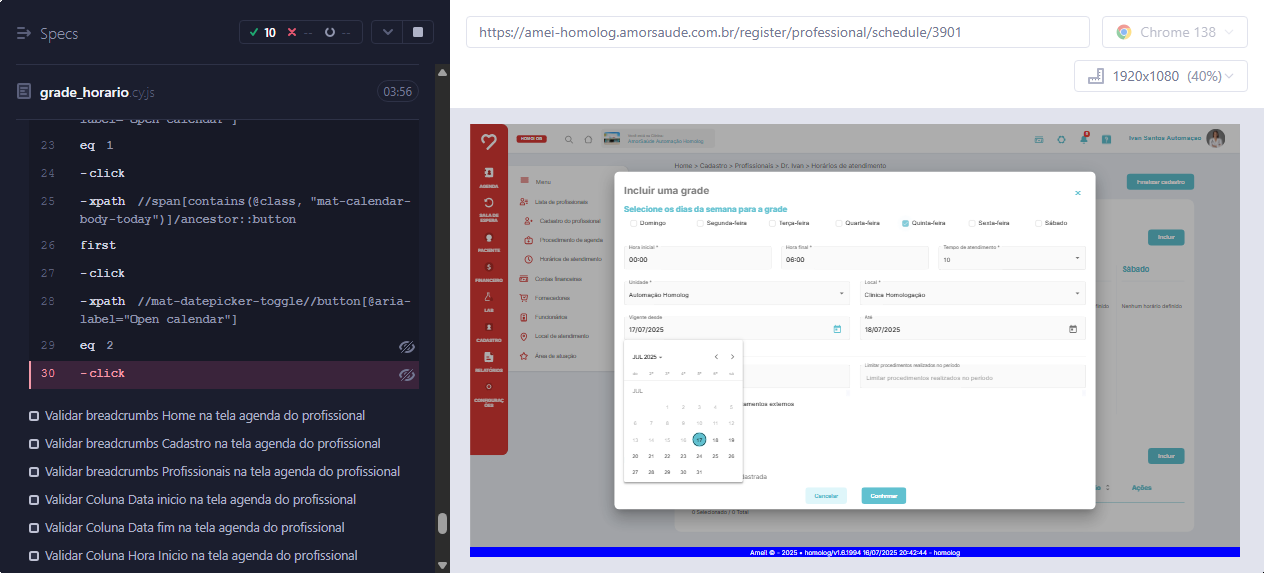 Specs
10
--
--
grade_horario.cy.js
03:56
label="Open calendar"]
23 eq 1
24 -click
25 -xpath //span[contains(@class, "mat-calendar-
body-today")]/ancestor::button
26 first
27 -click
28 -xpath //mat-datepicker-toggle//button[@aria-
label="Open calendar"]
29 eq 2
30 -click
Validar breadcrumbs Home na tela agenda do profissional
Validar breadcrumbs Cadastro na tela agenda do profissional
Validar breadcrumbs Profissionais na tela agenda do profissional
Validar Coluna Data inicio na tela agenda do profissional
Validar Coluna Data fim na tela agenda do profissional
Validar Coluna Hora Inicio na tela agenda do profissional
https://amei-homolog.amorsaude.com.br/register/professional/schedule/3901
Chrome 138
1920x1080 (40%)
AmorSaúde Automação Homolog
Ivan Santos Automaçao
AGENDA
SALA DE
ESPERA
PACIENTE
FINANCEIRO
LAB
CADASTRO
RELATÓRIOS
CONFIGURAÇ
ÕES
Menu
Lista de profissionais
Cadastro do profissional
Procedimento de agenda
Horários de atendimento
Contas financeiras
Fornecedores
Funcionários
Local de atendimento
Área de atuação
Home > Cadastro > Profissionais > Dr. Ivan > Horários de atendimento
Finalizar cadastro
Incluir
Sábado
Nenhum horário definido
Incluir uma grade
×
Selecione os dias da semana para a grade
Domingo
Segunda-feira
Terça-feira
Quarta-feira
Quinta-feira
Sexta-feira
Sábado
Hora inicial *
00:00
Hora final *
06:00
Tempo de atendimento *
10
Unidade *
Automação Homolog
Local *
Clinica Homologação
Vigente desde
17/07/2025
Até
18/07/2025
JUL 2025
JUL
1 2 3 4 5
6 7 8 9 10 11 12
13 14 15 16 17 18 19
20 21 22 23 24 25 26
27 28 29 30 31
Limitar procedimentos realizados no período
Limitar procedimentos realizados no período
amentos externos
dastrada
Cancelar
Confirmar
Incluir
Ações
0 Selecionado / 0 Total
Amei! © - 2025 • homolog/v1.6.1994 16/07/2025 20:42:44 - homolog